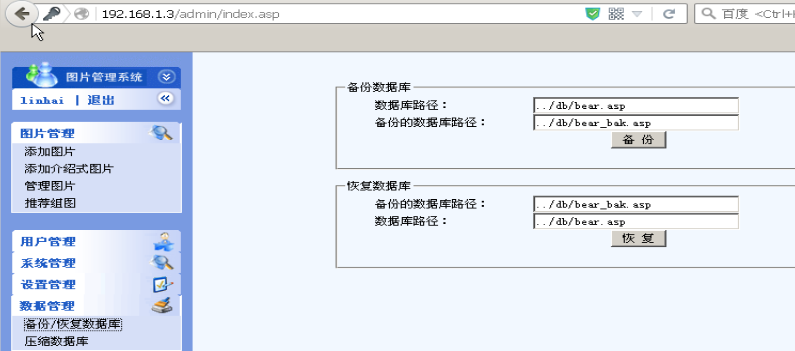 192.168.1.3/admin/index.asp
百度 <Ctrl+
图片管理系统
linhai | 退出
图片管理
添加图片
添加介绍式图片
管理图片
推荐组图
用户管理
系统管理
设置管理
数据管理
备份/恢复数据库
压缩数据库
备份数据库
数据库路径： ../db/bear.asp
备份的数据库路径： ../db/bear_bak.asp
备 份
恢复数据库
备份的数据库路径： ../db/bear_bak.asp
数据库路径： ../db/bear.asp
恢 复